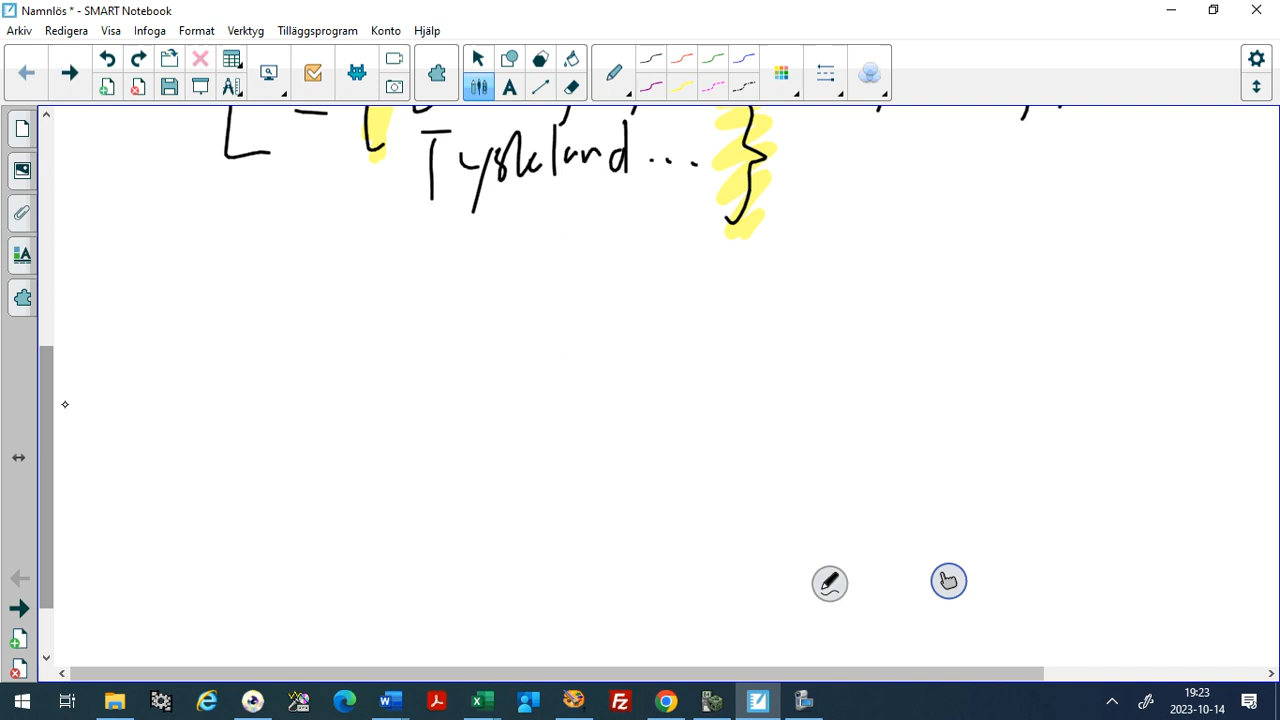 Namnlös * - SMART Notebook
Arkiv Redigera Visa Infoga Format Verktyg Tilläggsprogram Konto Hjälp
L = {
Tyskland... }
19:23
2023-10-14